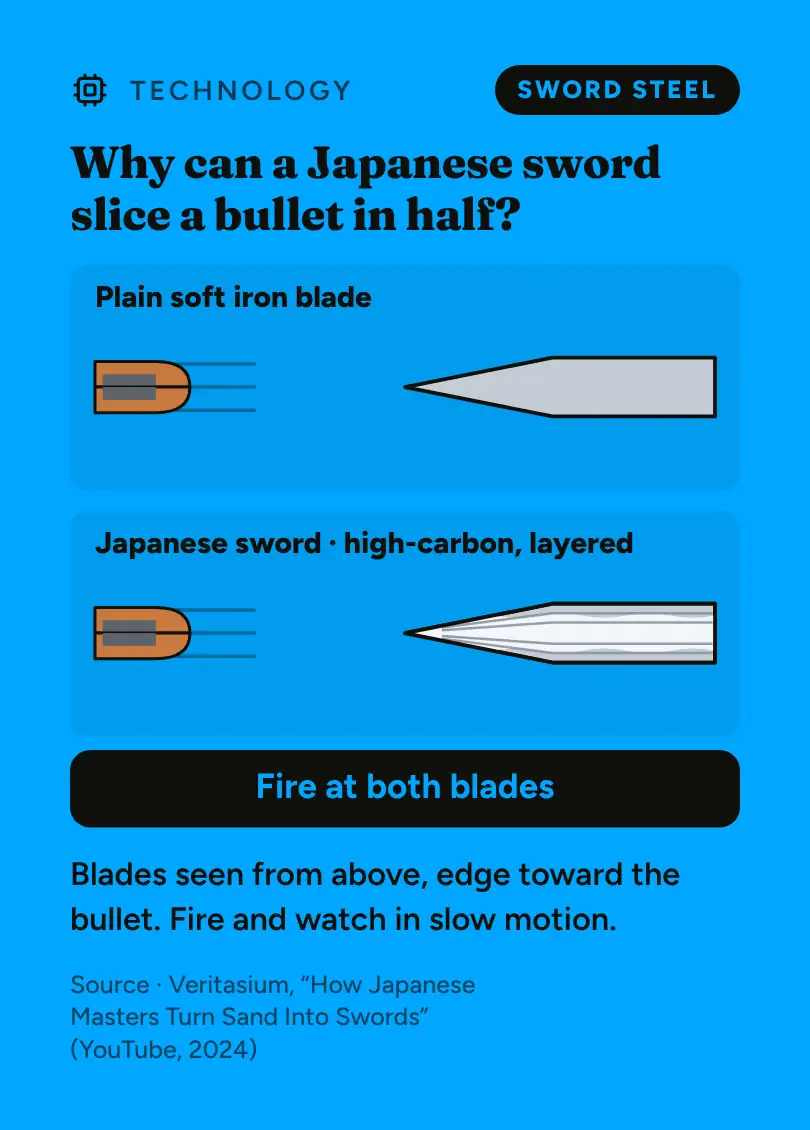 TECHNOLOGY
SWORD STEEL
Why can a Japanese sword
slice a bullet in half?
Plain soft iron blade
Japanese sword · high-carbon, layered
Fire at both blades
Blades seen from above, edge toward the
bullet. Fire and watch in slow motion.
Source · Veritasium, “How Japanese
Masters Turn Sand Into Swords”
(YouTube, 2024)